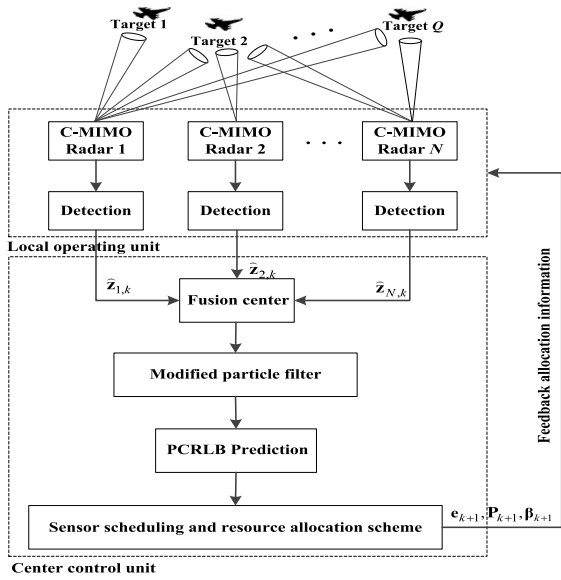 Target 1
Target 2
. . .
Target Q
C-MIMO
Radar 1
C-MIMO
Radar 2
. . .
C-MIMO
Radar N
Detection
Detection
Detection
Local operating unit
ẑ₁,ₖ
ẑ₂,ₖ
ẑ_N,ₖ
Fusion center
Modified particle filter
PCRLB Prediction
Sensor scheduling and resource allocation scheme
eₖ₊₁, Pₖ₊₁, βₖ₊₁
Feedback allocation information
Center control unit